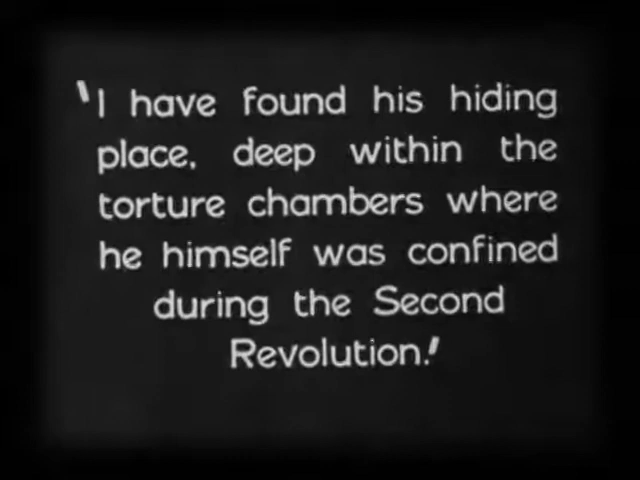 'I have found his hiding
place, deep within the
torture chambers where
he himself was confined
during the Second
Revolution.'